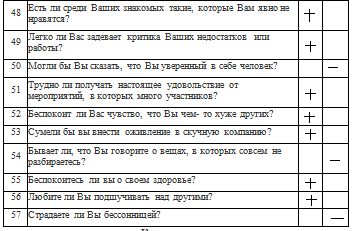 48 Есть ли среди Ваших знакомых такие, которые Вам явно не +
нравятся?
49 Легко ли Вас задевает критика Ваших недостатков или +
работы?
50 Могли бы Вы сказать, что Вы уверенный в себе человек? –
51 Трудно ли получать настоящее удовольствие от +
мероприятий, в которых много участников?
52 Беспокоит ли Вас чувство, что Вы чем- то хуже других? +
53 Сумели бы вы внести оживление в скучную компанию? +
54 Бывает ли, что Вы говорите о вещах, в которых совсем не –
разбираетесь?
55 Беспокоитесь ли вы о своем здоровье? +
56 Любите ли Вы подшучивать над другими? +
57 Страдаете ли Вы бессонницей? –